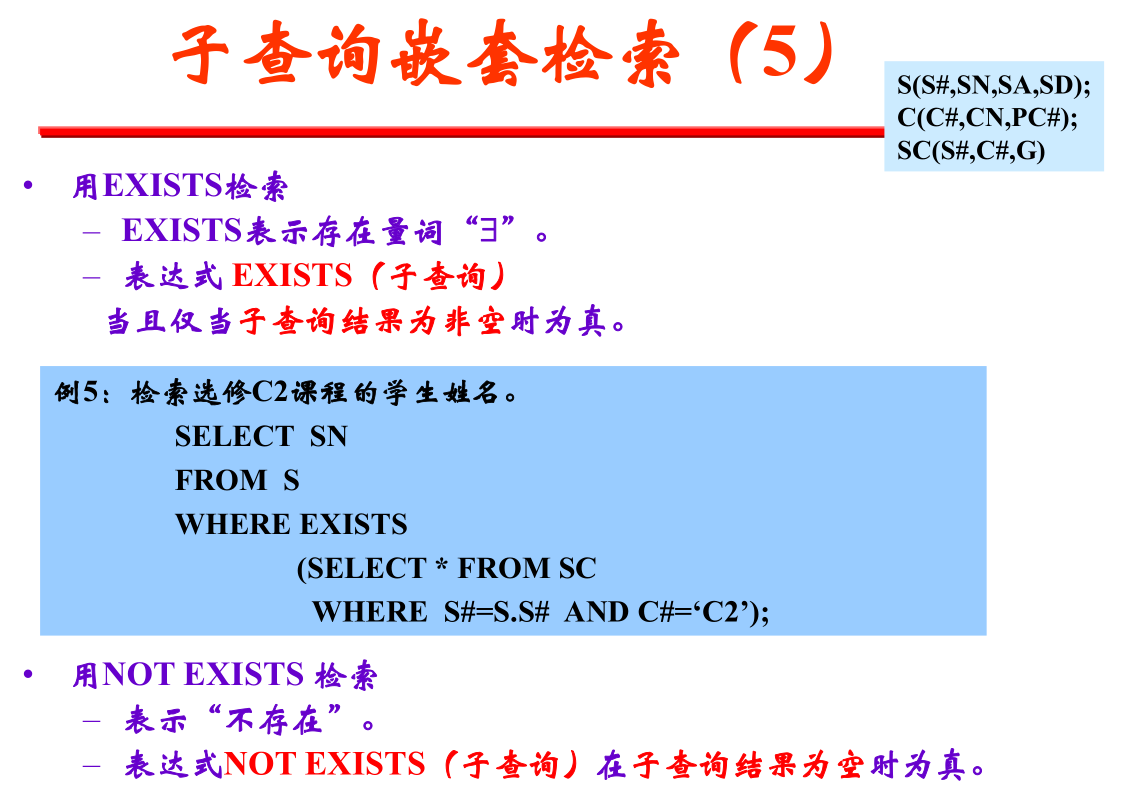 子查询嵌套检索（5）
S(S#,SN,SA,SD);
C(C#,CN,PC#);
SC(S#,C#,G)
• 用EXISTS检索
– EXISTS表示存在量词“∃”。
– 表达式 EXISTS（子查询）
当且仅当子查询结果为非空时为真。
例5：检索选修C2课程的学生姓名。
SELECT SN
FROM S
WHERE EXISTS
(SELECT * FROM SC
WHERE S#=S.S# AND C#=‘C2’);
• 用NOT EXISTS 检索
– 表示“不存在”。
– 表达式NOT EXISTS（子查询）在子查询结果为空时为真。